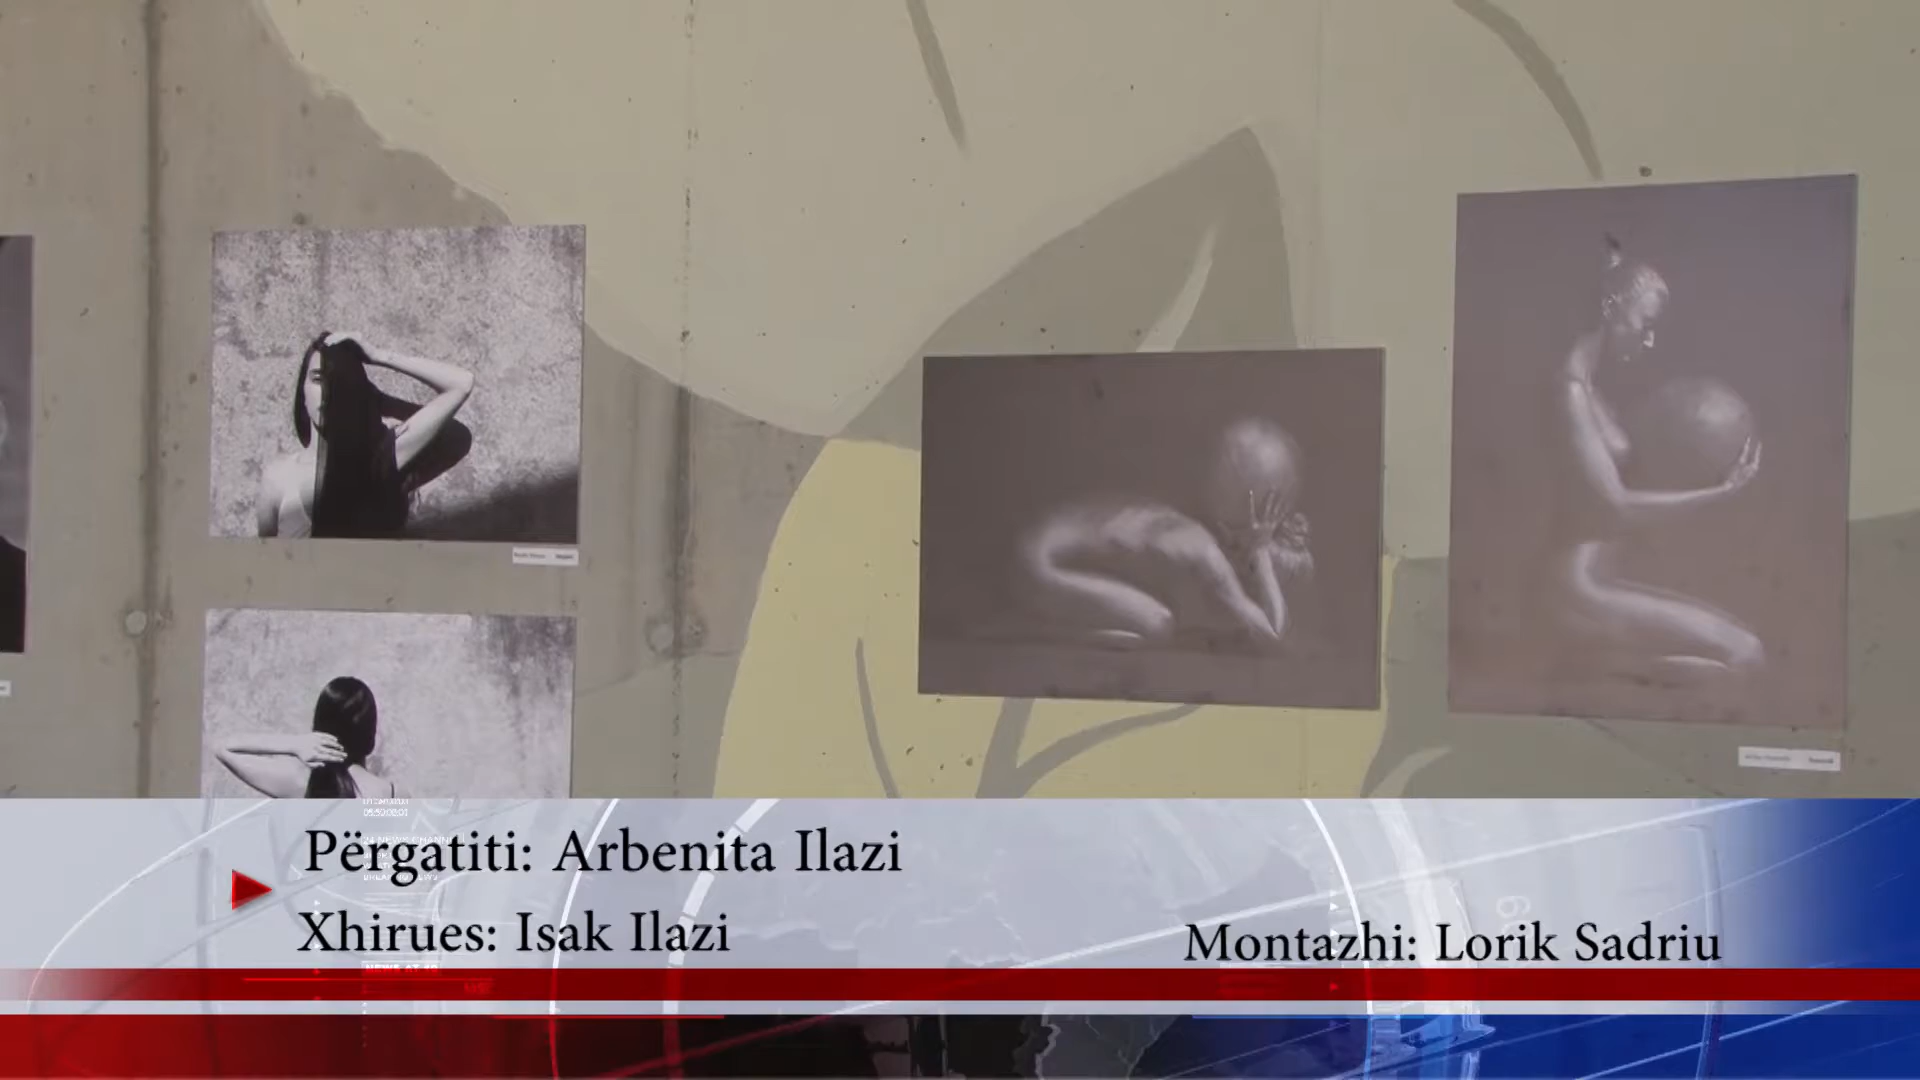 Përgatiti: Arbenita Ilazi
Xhirues: Isak Ilazi
Montazhi: Lorik Sadriu